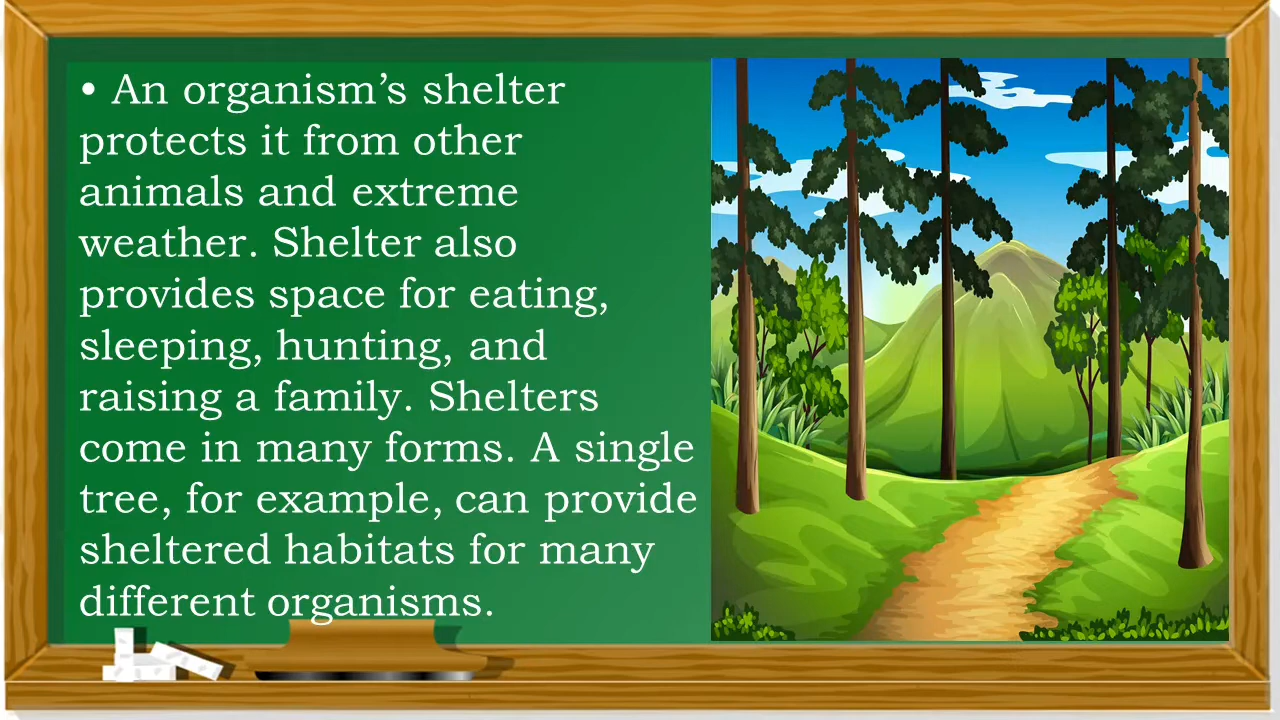 • An organism’s shelter
protects it from other
animals and extreme
weather. Shelter also
provides space for eating,
sleeping, hunting, and
raising a family. Shelters
come in many forms. A single
tree, for example, can provide
sheltered habitats for many
different organisms.